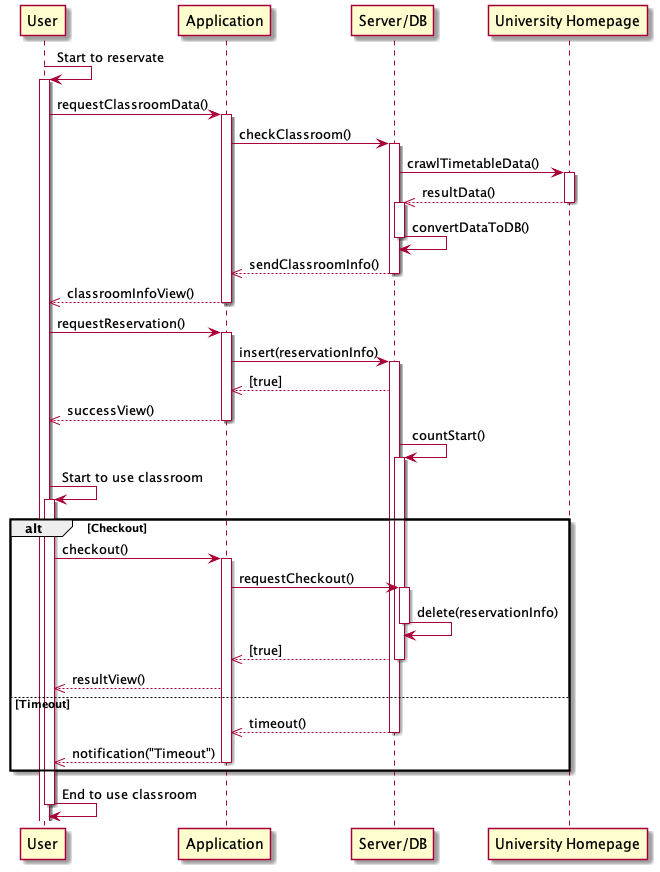 User Application Server/DB University Homepage
Start to reservate
requestClassroomData()
checkClassroom()
crawlTimetableData()
resultData()
convertDataToDB()
sendClassroomInfo()
classroomInfoView()
requestReservation()
insert(reservationInfo)
[true]
successView()
countStart()
Start to use classroom
alt [Checkout]
checkout()
requestCheckout()
delete(reservationInfo)
[true]
resultView()
[Timeout]
timeout()
notification("Timeout")
End to use classroom
User Application Server/DB University Homepage